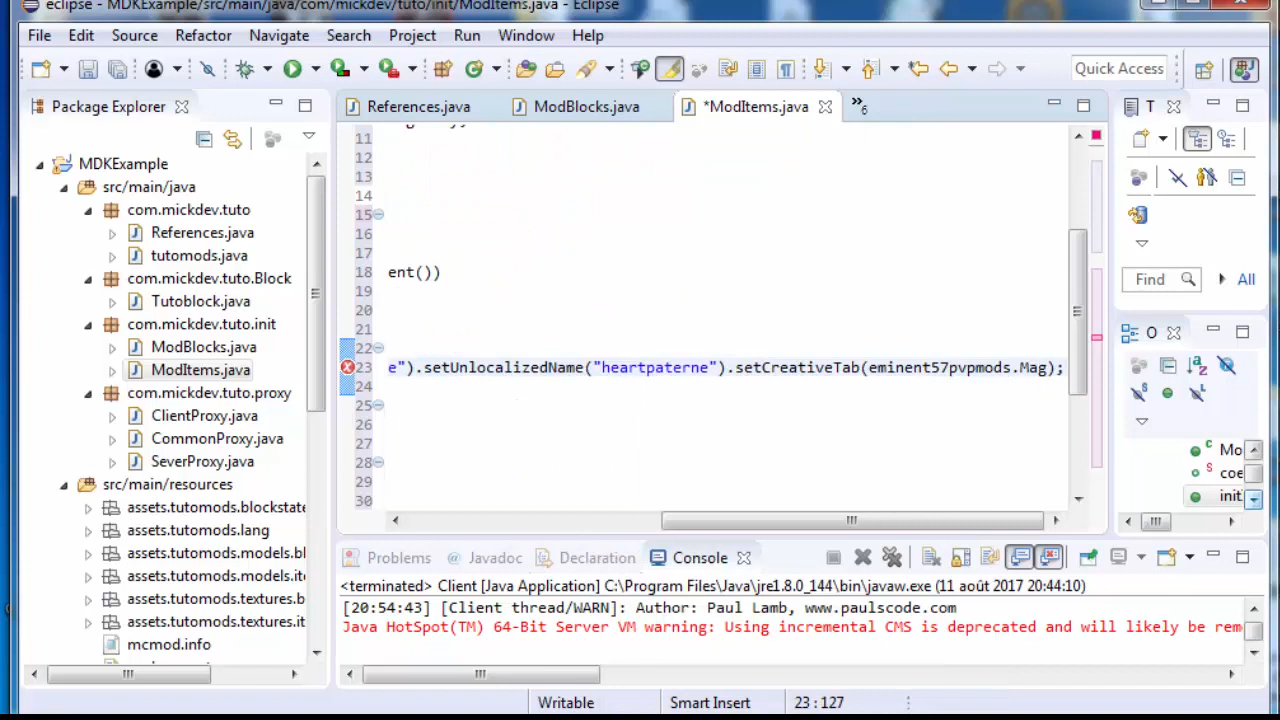 eclipse - MDKExample/src/main/java/com/mickdev/tuto/init/ModItems.java - Eclipse
File Edit Source Refactor Navigate Search Project Run Window Help
Quick Access
Package Explorer
References.java ModBlocks.java *ModItems.java
6
T
MDKExample
src/main/java
com.mickdev.tuto
References.java
tutomods.java
com.mickdev.tuto.Block
Tutoblock.java
com.mickdev.tuto.init
ModBlocks.java
ModItems.java
com.mickdev.tuto.proxy
ClientProxy.java
CommonProxy.java
SeverProxy.java
src/main/resources
assets.tutomods.blockstate
assets.tutomods.lang
assets.tutomods.models.bl
assets.tutomods.models.ite
assets.tutomods.textures.b
assets.tutomods.textures.it
mcmod.info
11
12
13
14
15
16
17
18 ent())
19
20
21
22
23 e").setUnlocalizedName("heartpaterne").setCreativeTab(eminent57pvpmods.Mag);
24
25
26
27
28
29
30
Find All
O
Mo
coe
init
Problems Javadoc Declaration Console
<terminated> Client [Java Application] C:\Program Files\Java\jre1.8.0_144\bin\javaw.exe (11 août 2017 20:44:10)
[20:54:43] [Client thread/WARN]: Author: Paul Lamb, www.paulscode.com
Java HotSpot(TM) 64-Bit Server VM warning: Using incremental CMS is deprecated and will likely be rem
Writable Smart Insert 23 : 127